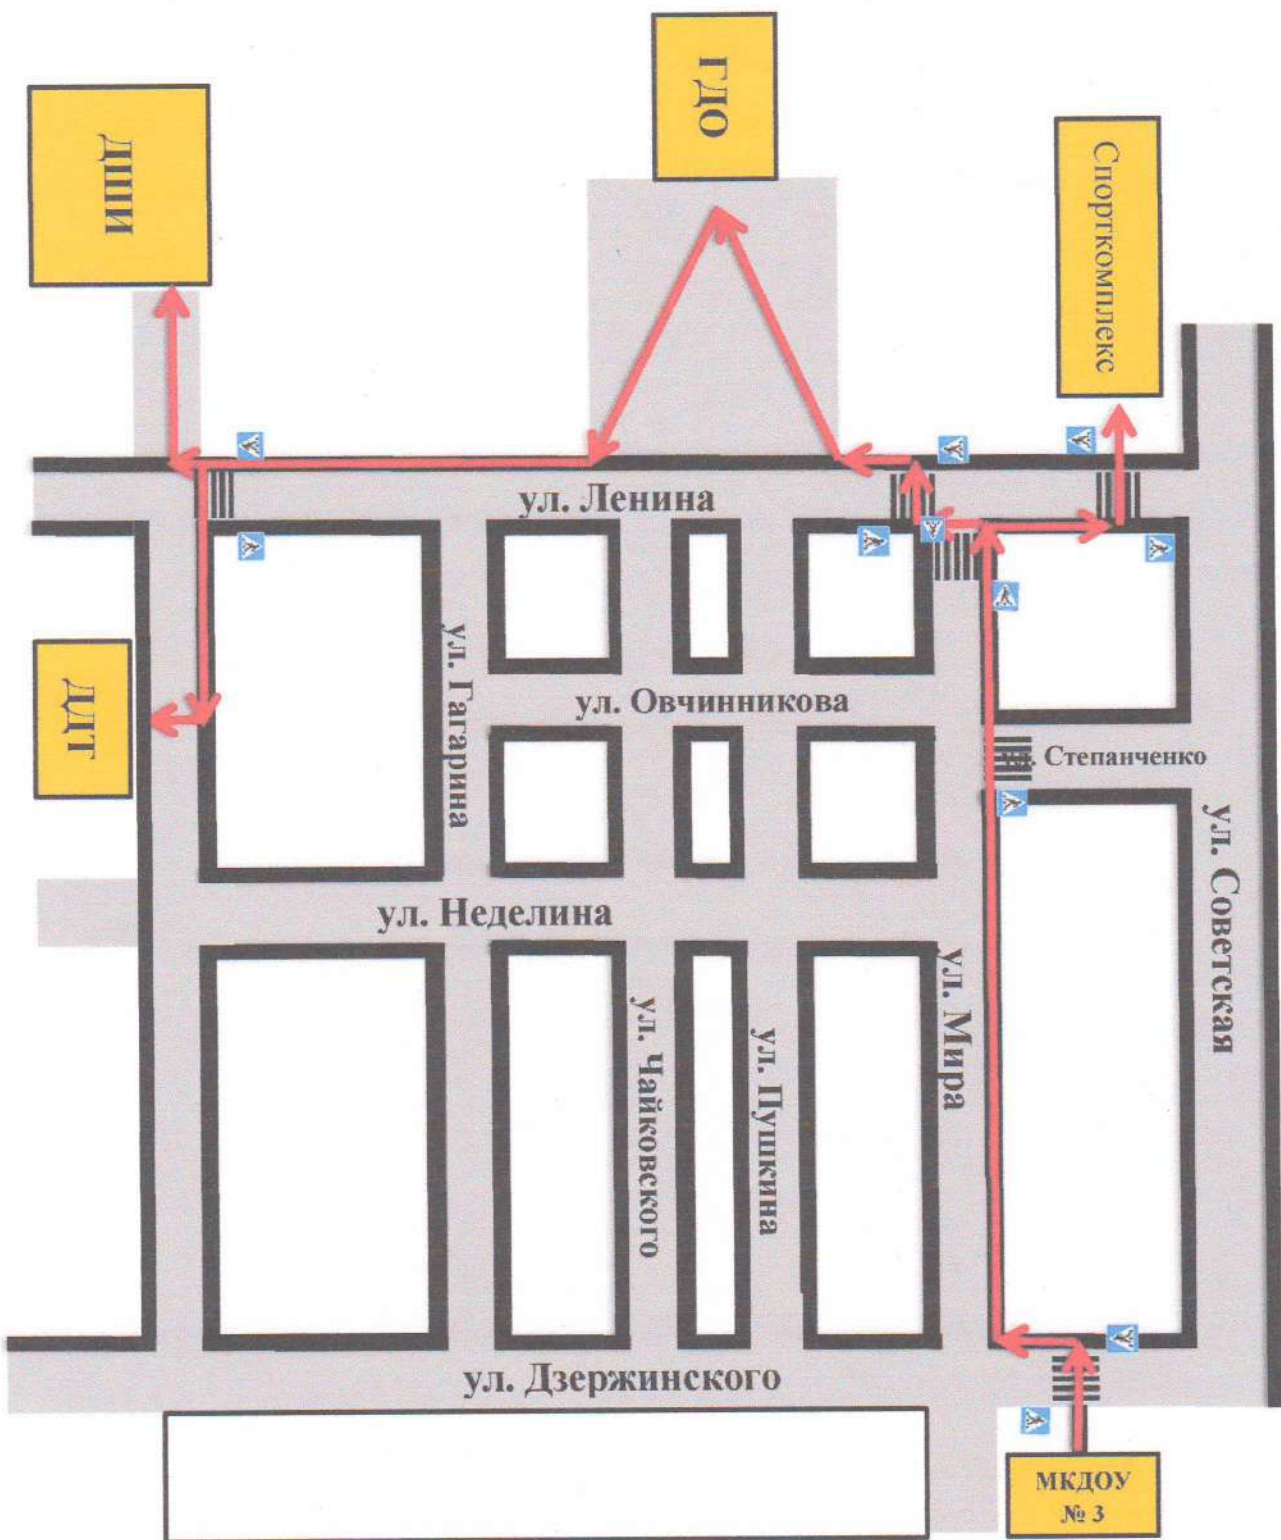 ГДО
ДШИ
Спорткомплекс
ул. Ленина
ул. Гагарина
ул. Овчинникова
ДДТ
ул. Степанченко
ул. Советская
ул. Неделина
ул. Мира
ул. Чайковского
ул. Пушкина
ул. Дзержинского
МКДОУ
№ 3